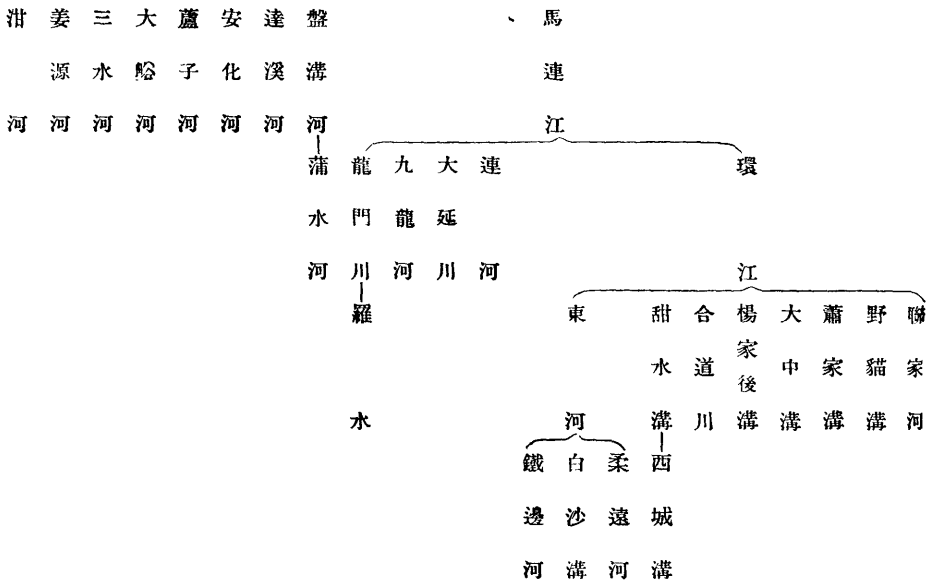 馬連江
盤溝河
達溪河
安化河
蘆子河
大河
三水河
姜源河
泔河
環江
連河
大延川
九龍河
龍門川
蒲水河
聯家河
野貓溝
蕭家溝
大中溝
楊家後溝
合道川
甜水溝
東河
羅水
西城溝
柔遠河
白沙溝
鐵邊河